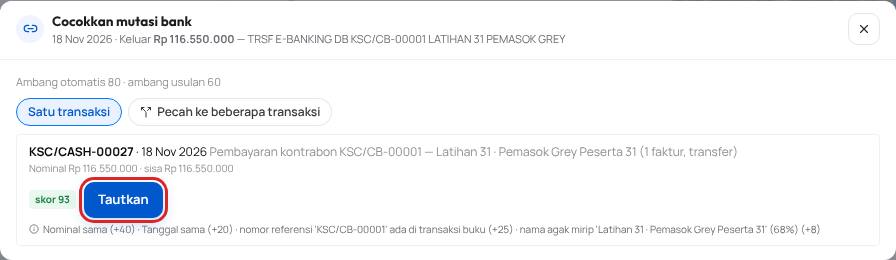 Cocokkan mutasi bank
18 Nov 2026 · Keluar Rp 116.550.000 — TRSF E-BANKING DB KSC/CB-00001 LATIHAN 31 PEMASOK GREY
Ambang otomatis 80 · ambang usulan 60
Satu transaksi
Pecah ke beberapa transaksi
KSC/CASH-00027 · 18 Nov 2026 Pembayaran kontrabon KSC/CB-00001 — Latihan 31 · Pemasok Grey Peserta 31 (1 faktur, transfer)
Nominal Rp 116.550.000 · sisa Rp 116.550.000
skor 93
Tautkan
Nominal sama (+40) · Tanggal sama (+20) · nomor referensi 'KSC/CB-00001' ada di transaksi buku (+25) · nama agak mirip 'Latihan 31 · Pemasok Grey Peserta 31' (68%) (+8)